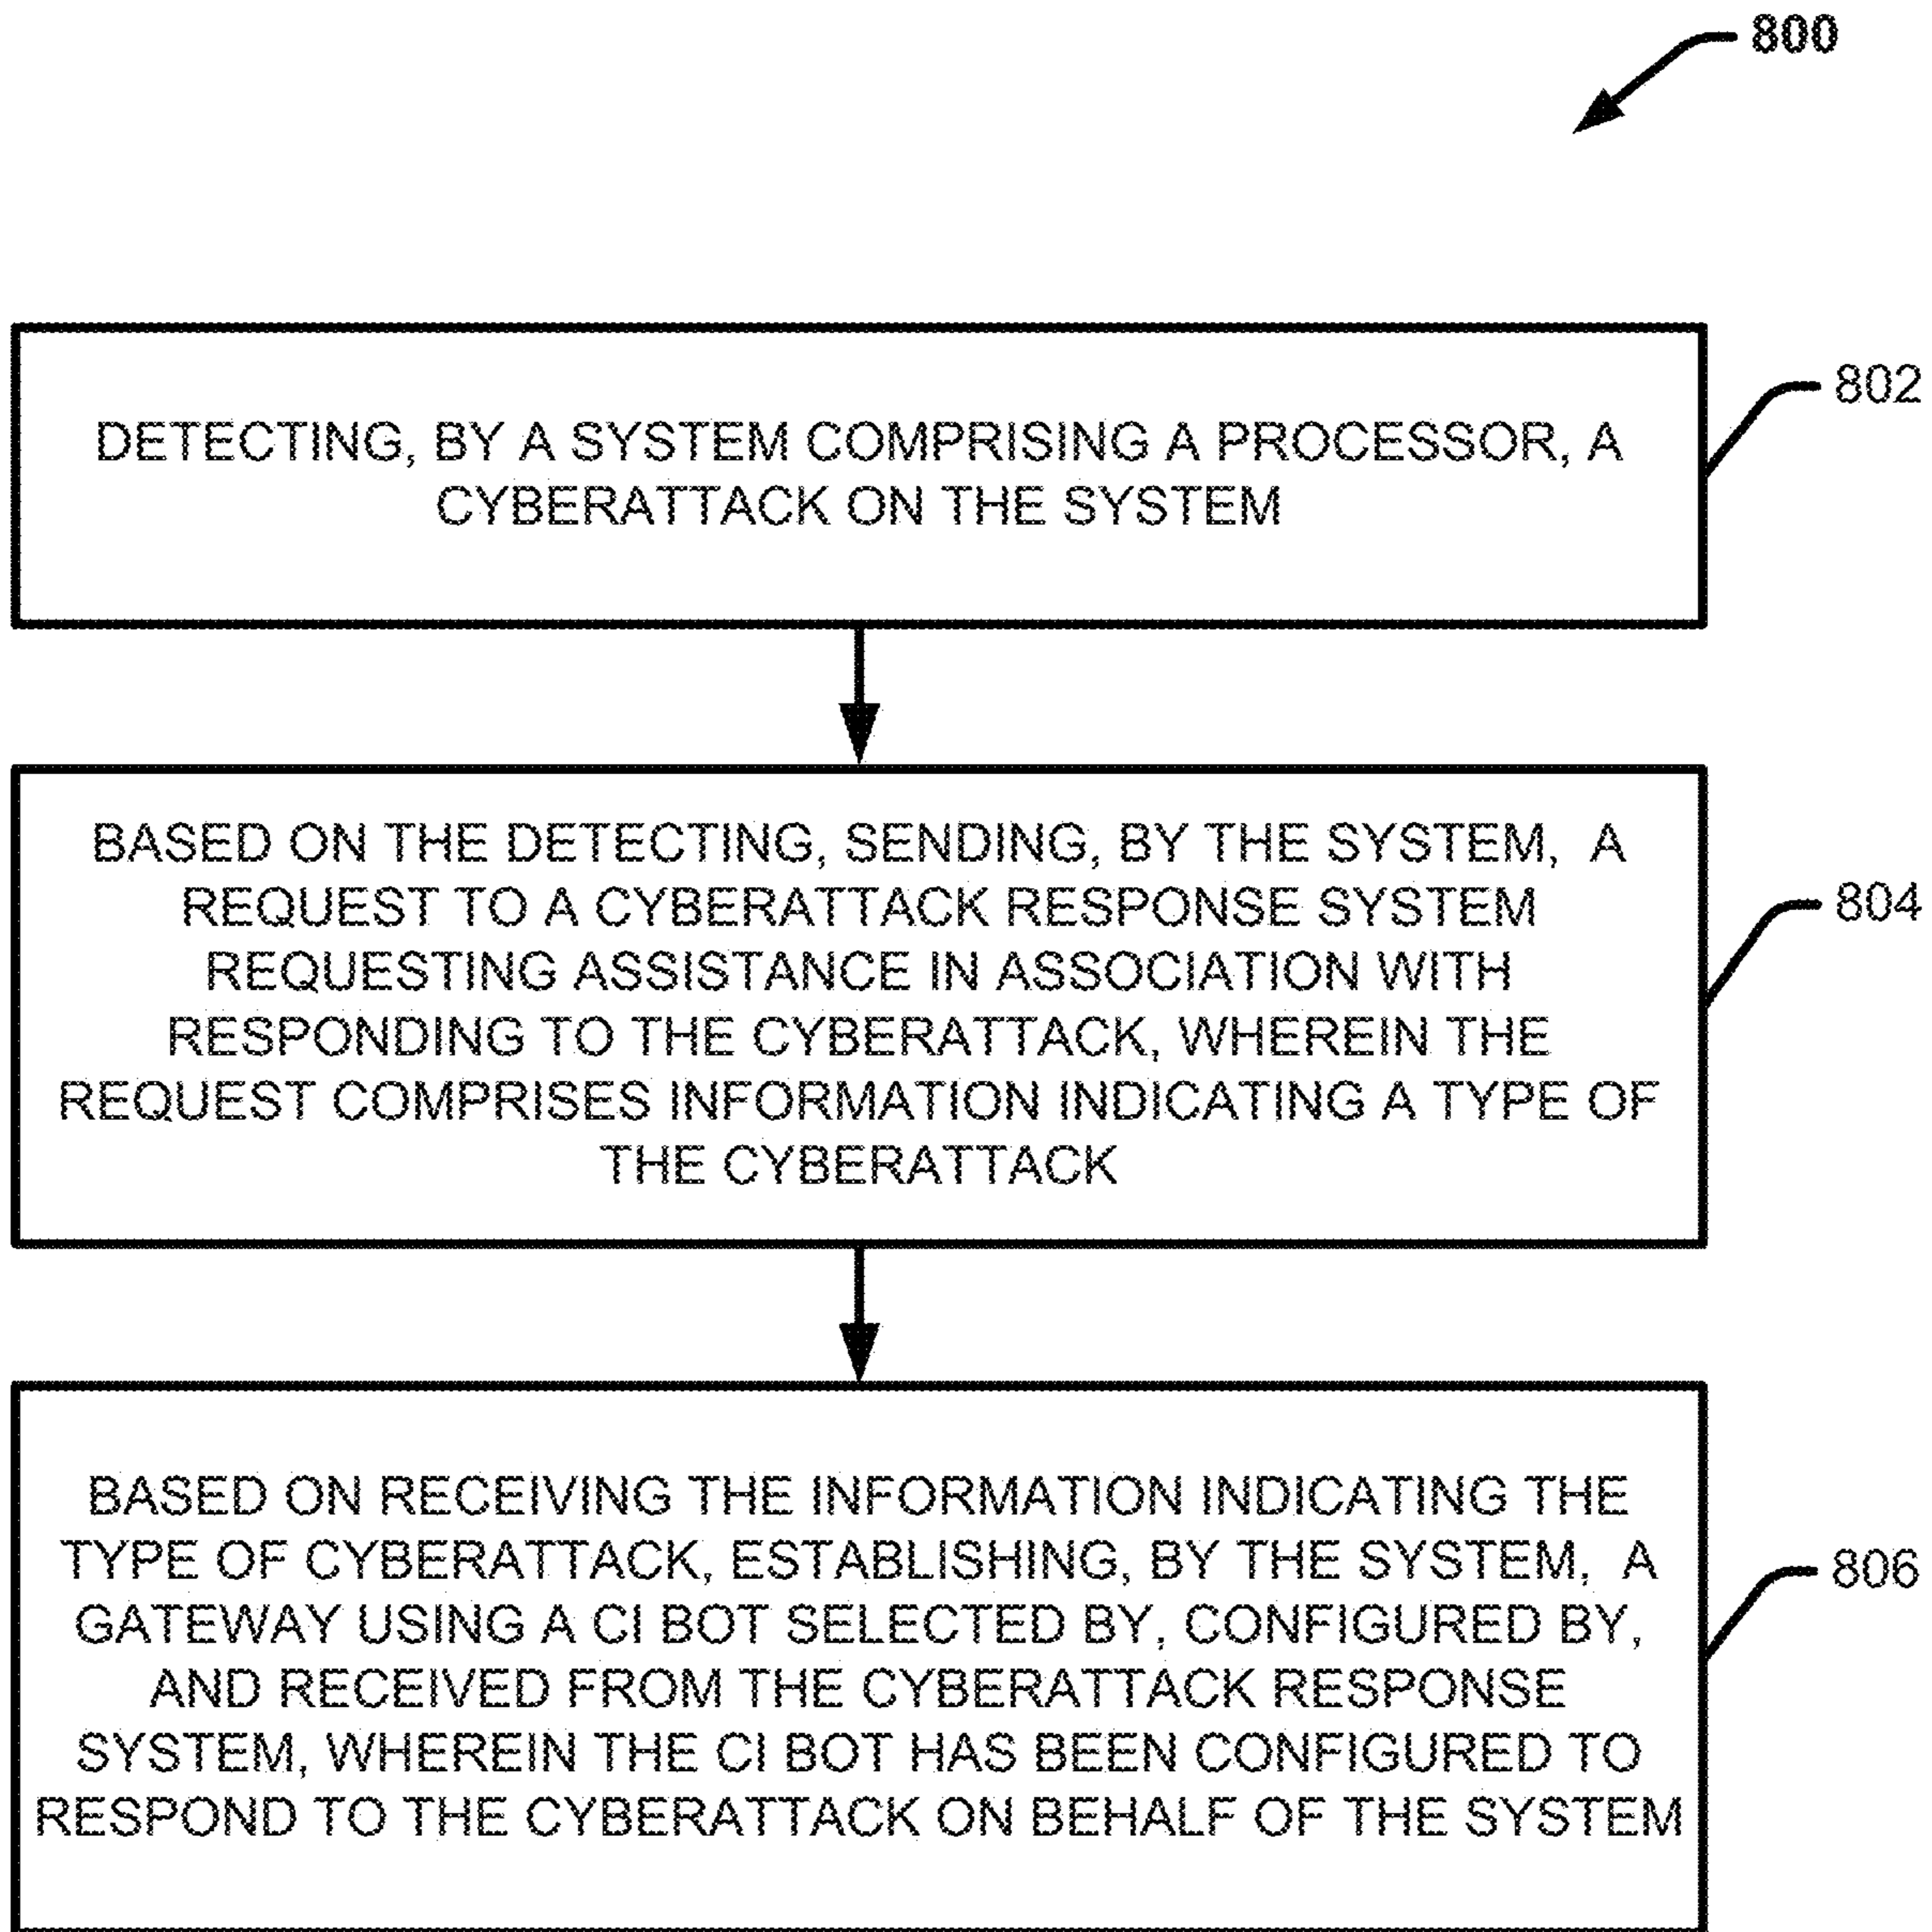 800
DETECTING, BY A SYSTEM COMPRISING A PROCESSOR, A
CYBERATTACK ON THE SYSTEM
802
BASED ON THE DETECTING, SENDING, BY THE SYSTEM, A
REQUEST TO A CYBERATTACK RESPONSE SYSTEM
REQUESTING ASSISTANCE IN ASSOCIATION WITH
RESPONDING TO THE CYBERATTACK, WHEREIN THE
REQUEST COMPRISES INFORMATION INDICATING A TYPE OF
THE CYBERATTACK
804
BASED ON RECEIVING THE INFORMATION INDICATING THE
TYPE OF CYBERATTACK, ESTABLISHING, BY THE SYSTEM, A
GATEWAY USING A CI BOT SELECTED BY, CONFIGURED BY,
AND RECEIVED FROM THE CYBERATTACK RESPONSE
SYSTEM, WHEREIN THE CI BOT HAS BEEN CONFIGURED TO
RESPOND TO THE CYBERATTACK ON BEHALF OF THE SYSTEM
806